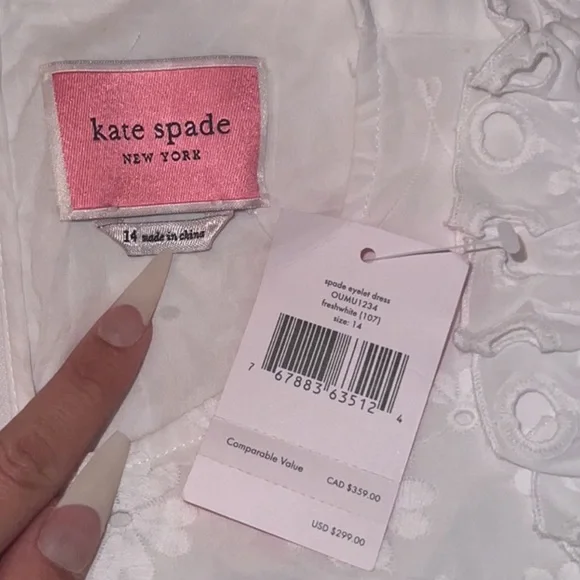 kate spade
NEW YORK
14 made in china
spade eyelet dress
OUMU1234
freshwhite (107)
size: 14
7 67883 63512 4
Comparable Value
CAD $359.00
USD $299.00